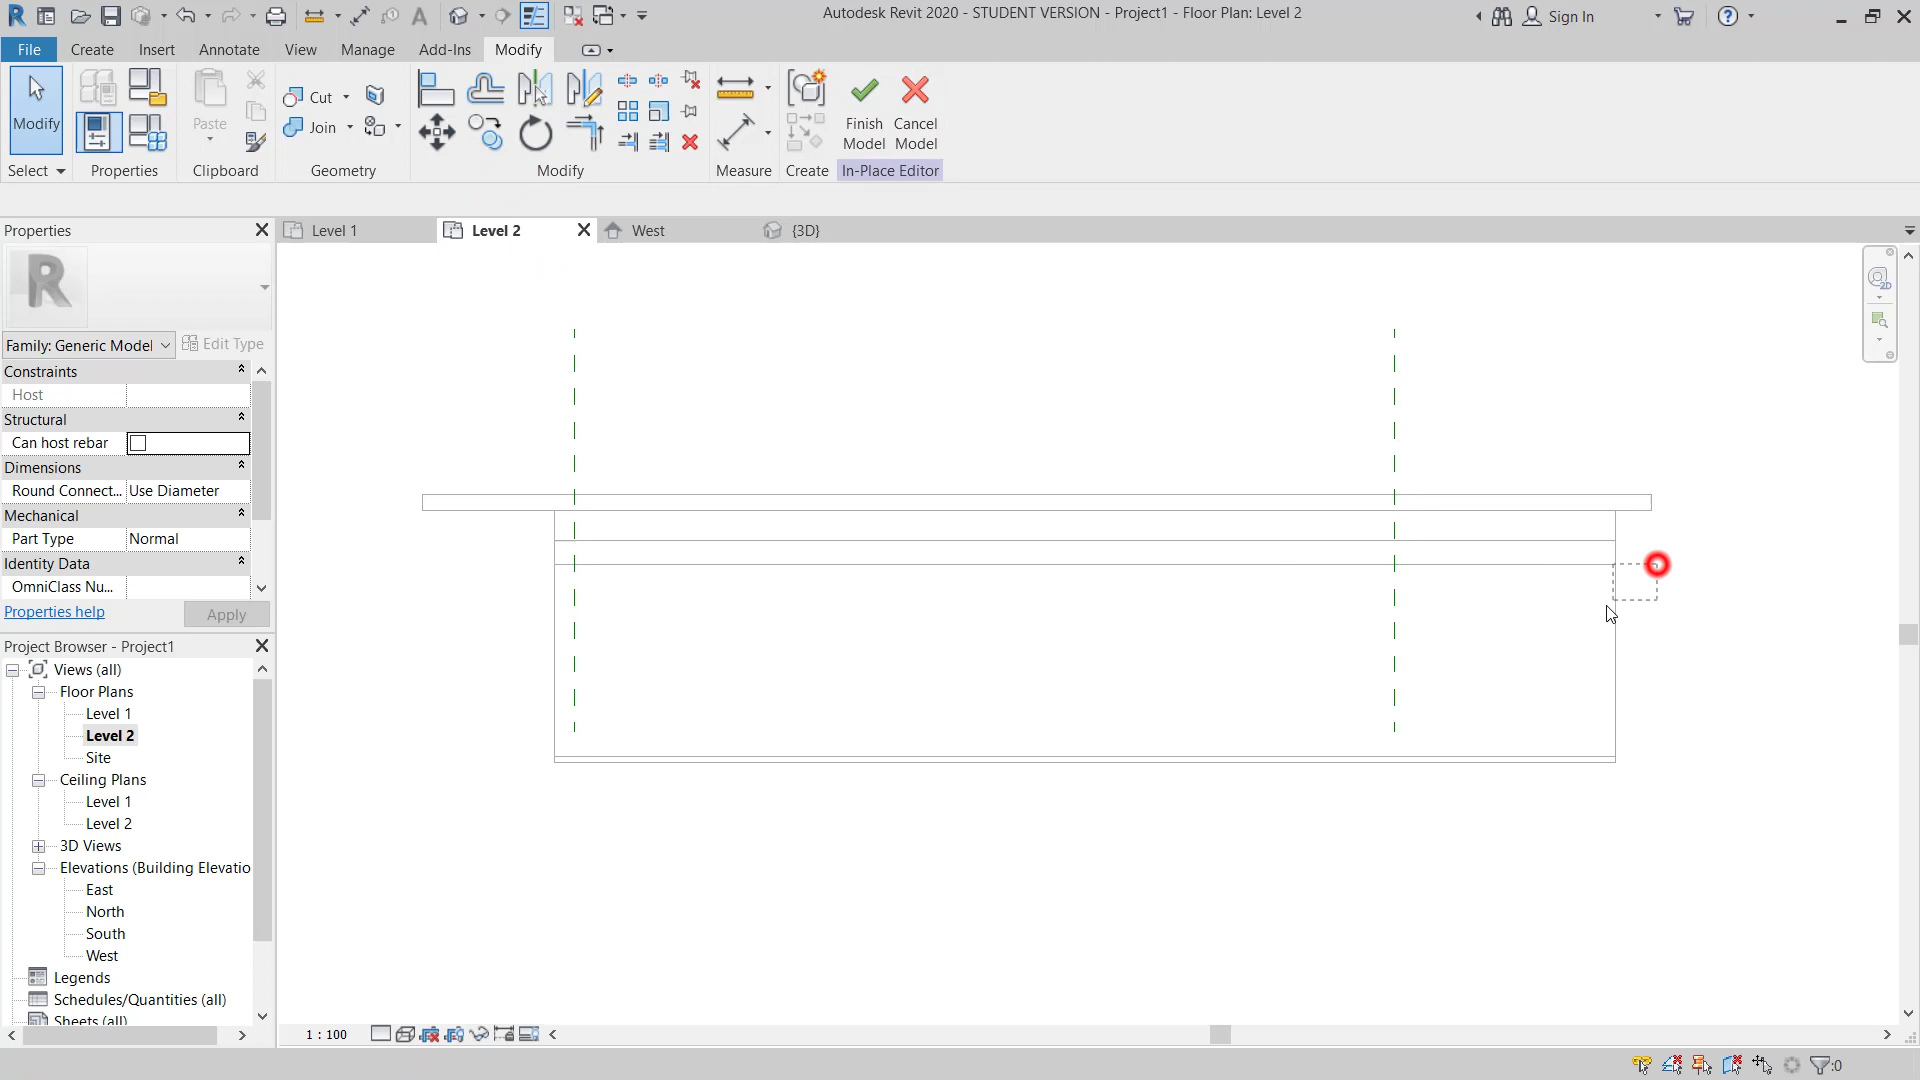 Autodesk Revit 2020 - STUDENT VERSION - Project1 - Floor Plan: Level 2
Sign In
File Create Insert Annotate View Manage Add-Ins Modify
Modify
Paste
Cut
Join
Finish Model
Cancel Model
Select Properties Clipboard Geometry Modify Measure Create In-Place Editor
Properties
Level 1
Level 2
West
{3D}
2D
R
Family: Generic Model
Edit Type
Constraints
Host
Structural
Can host rebar
Dimensions
Round Connect... Use Diameter
Mechanical
Part Type Normal
Identity Data
OmniClass Nu...
Properties help
Apply
Project Browser - Project1
Views (all)
Floor Plans
Level 1
Level 2
Site
Ceiling Plans
Level 1
Level 2
3D Views
Elevations (Building Elevatio
East
North
South
West
Legends
Schedules/Quantities (all)
Sheets (all)
1 : 100
:0